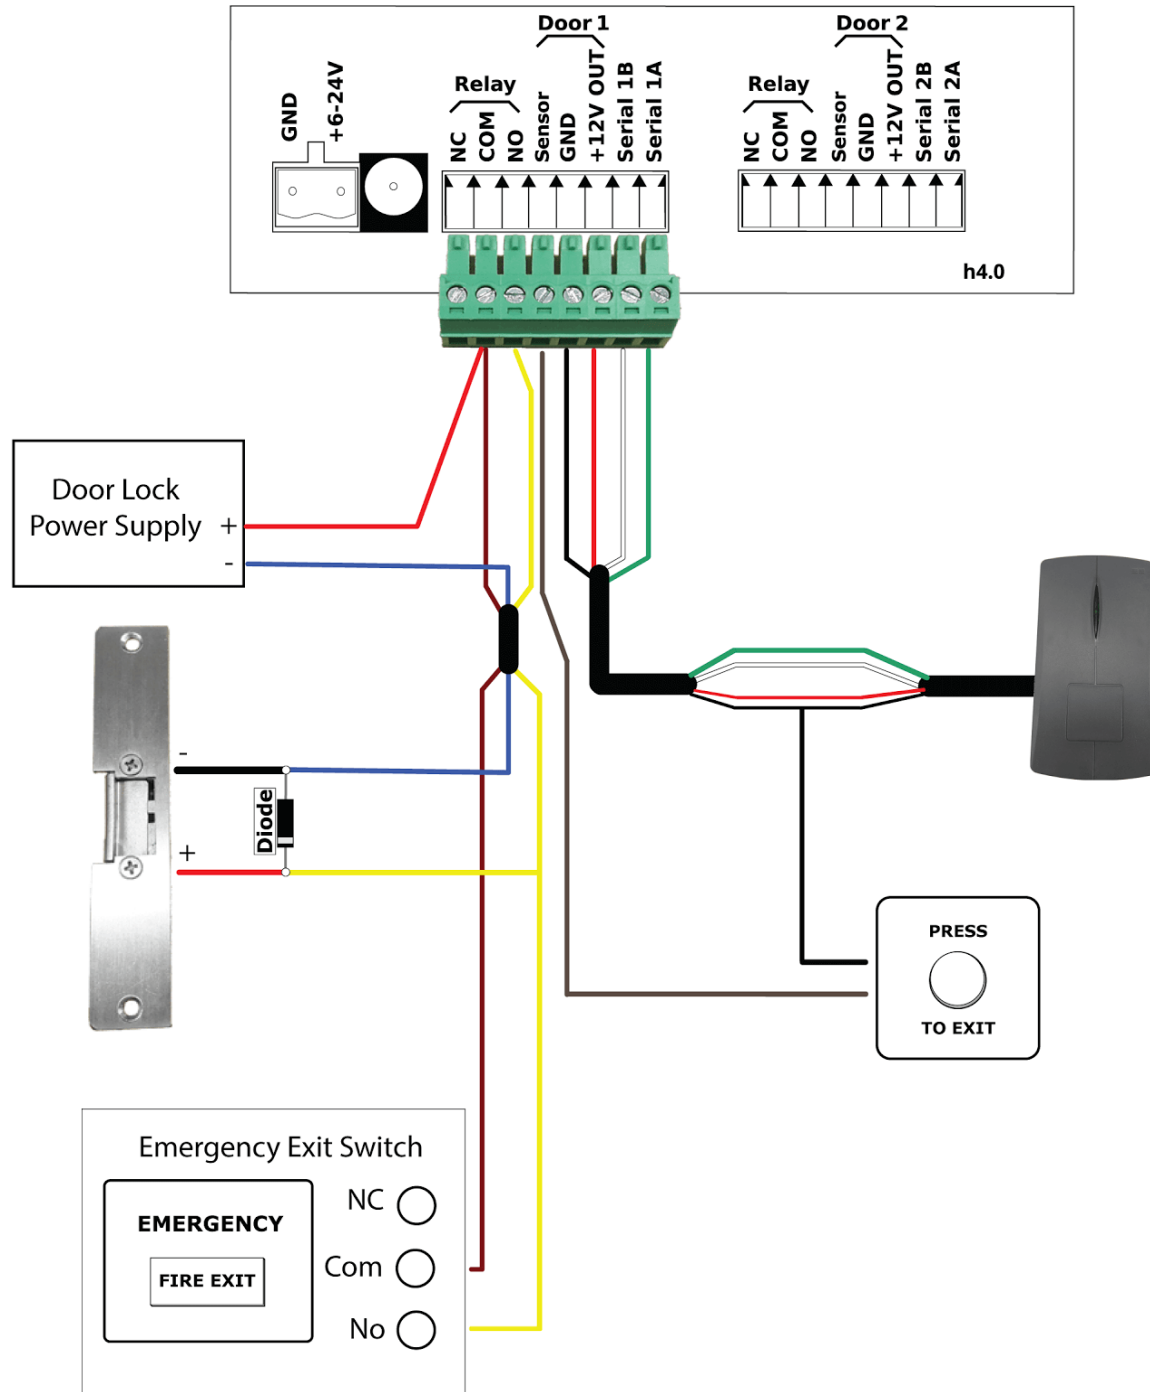 Door 1
Door 2
GND
+6-24V
Relay
NC
COM
NO
Sensor
GND
+12V OUT
Serial 1B
Serial 1A
Relay
NC
COM
NO
Sensor
GND
+12V OUT
Serial 2B
Serial 2A
h4.0
Door Lock
Power Supply
+
-
-
Diode
+
PRESS
TO EXIT
Emergency Exit Switch
EMERGENCY
FIRE EXIT
NC
Com
No